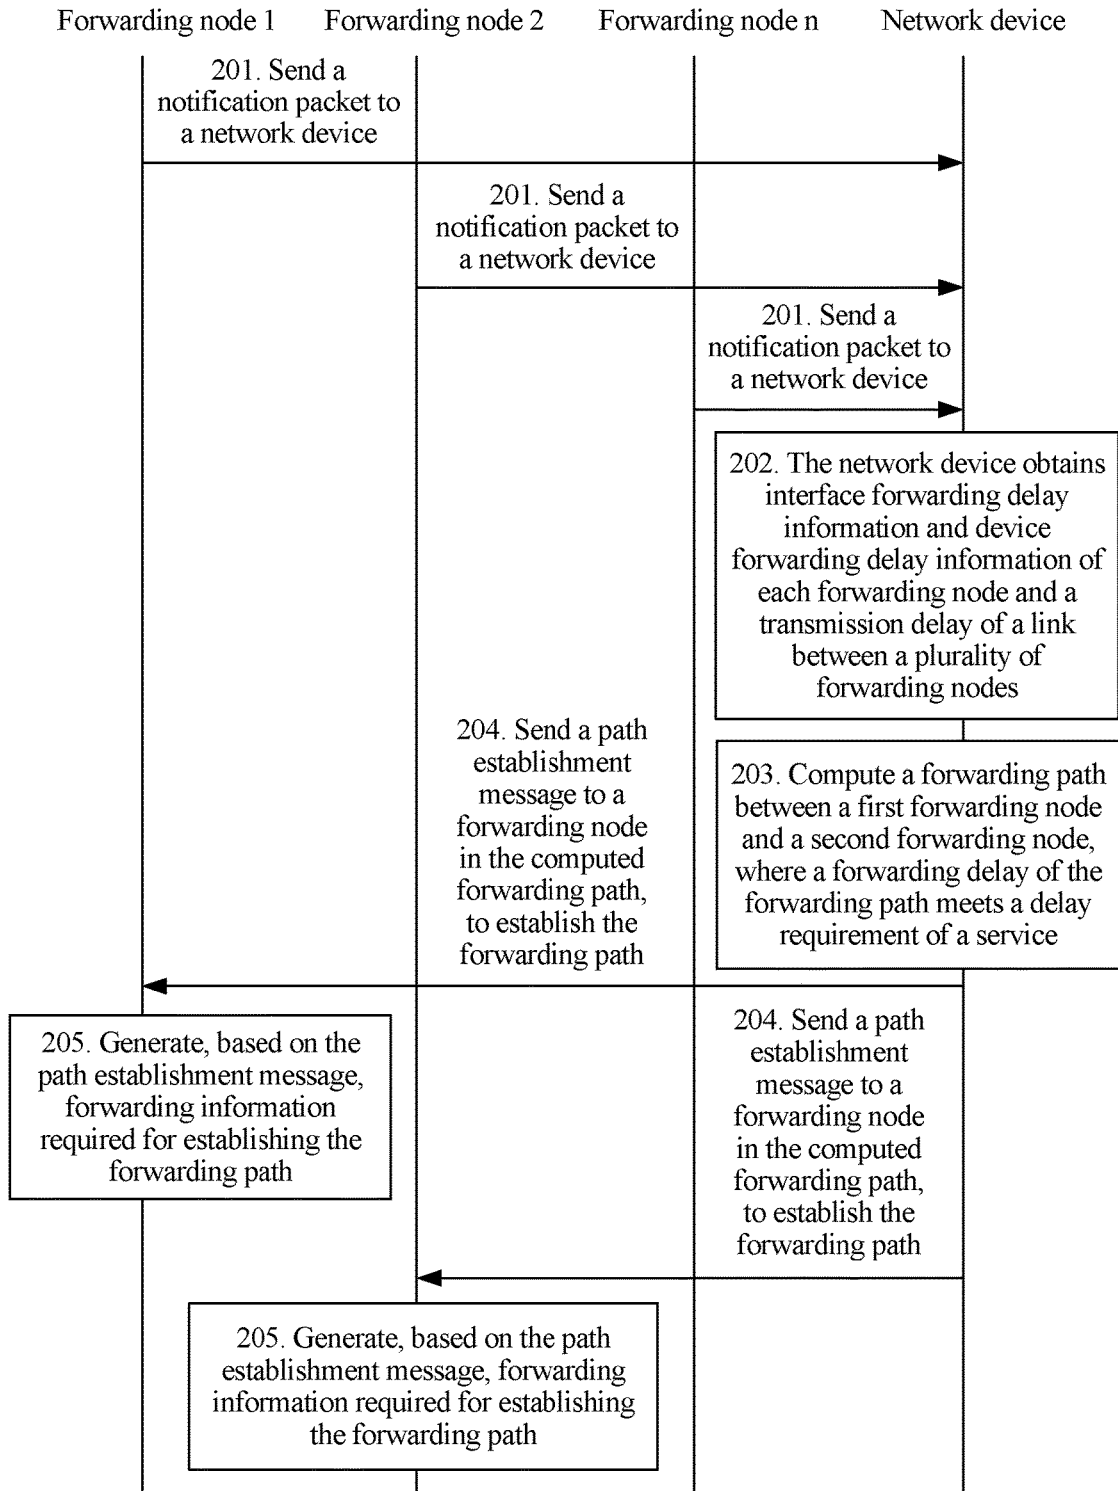 Forwarding node 1
Forwarding node 2
Forwarding node n
Network device
201. Send a
notification packet to
a network device
201. Send a
notification packet to
a network device
201. Send a
notification packet to
a network device
202. The network device obtains
interface forwarding delay
information and device
forwarding delay information of
each forwarding node and a
transmission delay of a link
between a plurality of
forwarding nodes
203. Compute a forwarding path
between a first forwarding node
and a second forwarding node,
where a forwarding delay of the
forwarding path meets a delay
requirement of a service
204. Send a path
establishment
message to a
forwarding node
in the computed
forwarding path,
to establish the
forwarding path
205. Generate, based on the
path establishment message,
forwarding information
required for establishing the
forwarding path
204. Send a path
establishment
message to a
forwarding node
in the computed
forwarding path,
to establish the
forwarding path
205. Generate, based on the path
establishment message, forwarding
information required for establishing
the forwarding path